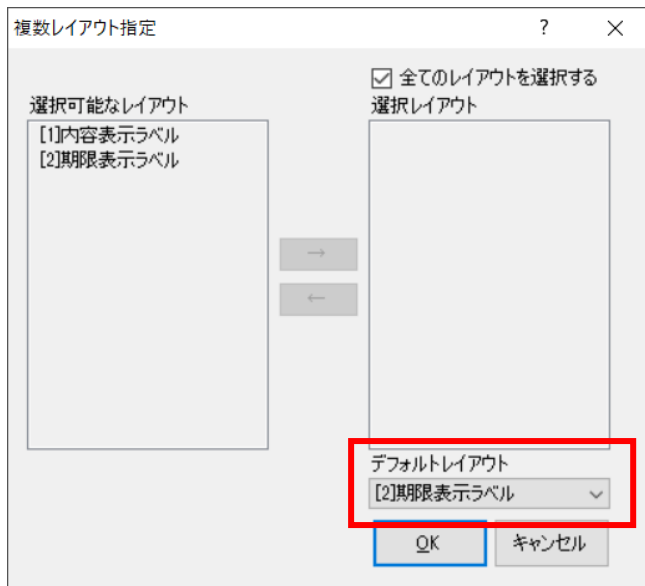 複数レイアウト指定
?
全てのレイアウトを選択する
選択可能なレイアウト
選択レイアウト
[1]内容表示ラベル
[2]期限表示ラベル
→
←
デフォルトレイアウト
[2]期限表示ラベル
OK
キャンセル